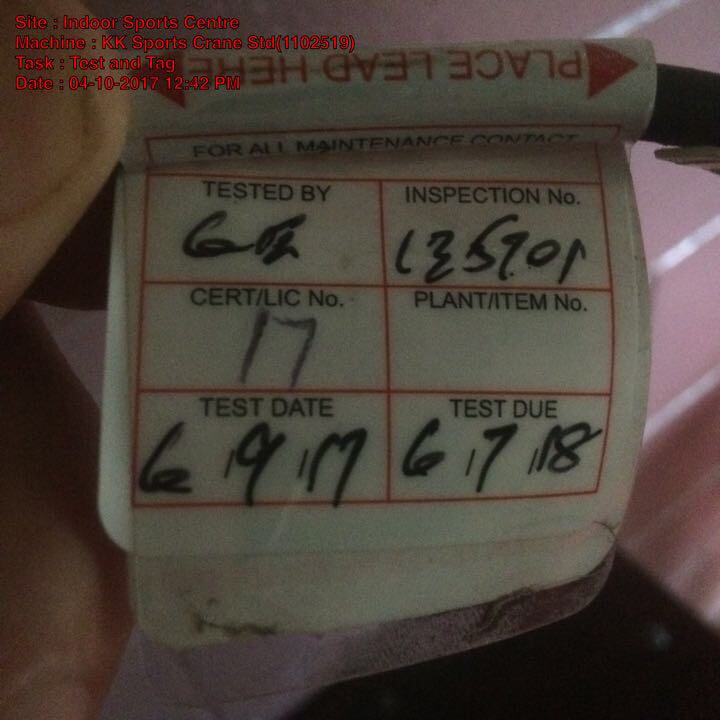 Site : Indoor Sports Centre
Machine : KK Sports Crane Std(1102519)
Task : Test and Tag
Date : 04-10-2017 12:42 PM
PLACE LEAD HERE
FOR ALL MAINTENANCE CONTACT
TESTED BY INSPECTION No.
CERT/LIC No. PLANT/ITEM No.
17
TEST DATE TEST DUE
6/9/17 6/7/18